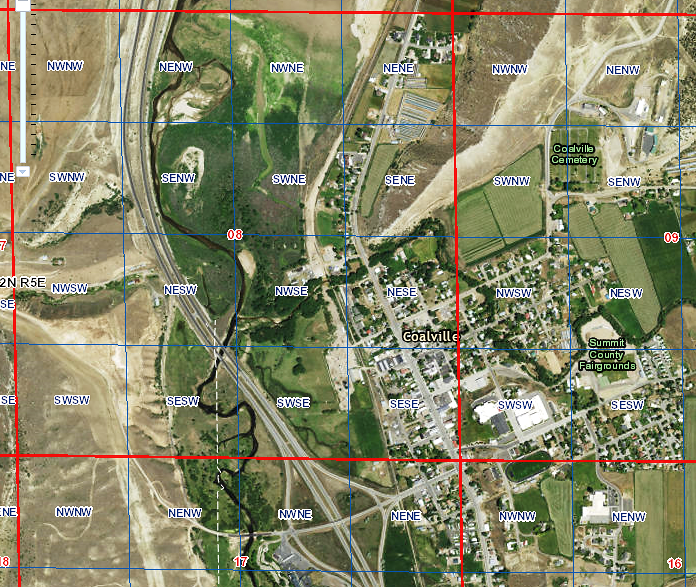 NE NWNW NENW NWNE NENE NWNW NENW
Coalville
Cemetery
NE SWNW SENW SWNE SENE SWNW SENW
7 08 09
2N R5E
NWSW NESW NWSE NESE NWSW NESW
SE
Coalville
Summit
County
Fairgrounds
SE SWSW SESW SWSE SESE SWSW SESW
NE NWNW NENW NWNE NENE NWNW NENW
18 17 16